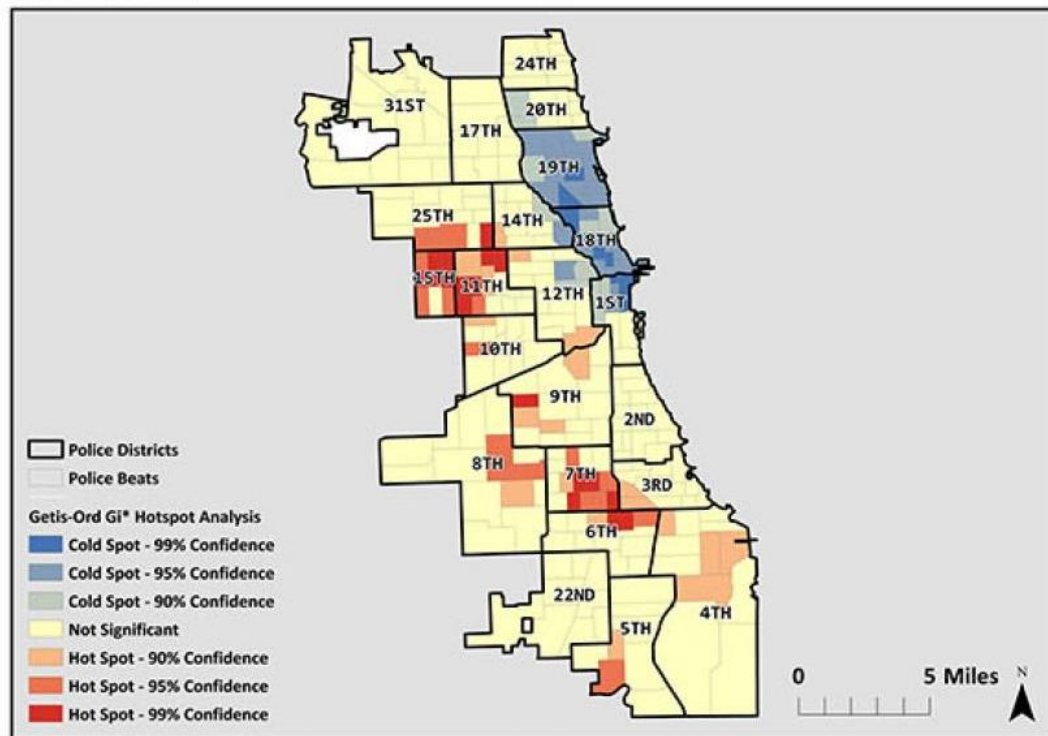 24TH
31ST
20TH
17TH
19TH
25TH
14TH
18TH
15TH
11TH
12TH
1ST
10TH
9TH
2ND
8TH
7TH
3RD
6TH
22ND
5TH
4TH
Police Districts
Police Beats
Getis-Ord Gi* Hotspot Analysis
Cold Spot - 99% Confidence
Cold Spot - 95% Confidence
Cold Spot - 90% Confidence
Not Significant
Hot Spot - 90% Confidence
Hot Spot - 95% Confidence
Hot Spot - 99% Confidence
0 5 Miles
N